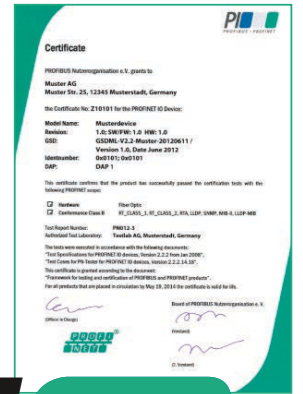 PI
PROFIBUS · PROFINET
Certificate
PROFIBUS Nutzerorganisation e.V. grants to
Muster AG
Muster Str. 25, 12345 Musterstadt, Germany
the Certificate No: Z10101 for the PROFINET IO Device:
Model Name: Musterdevice
Revision: 1.0; SW/FW: 1.0 HW: 1.0
GSD: GSDML-V2.2-Muster-20120611 /
Version 1.0, Date June 2012
Identnumber: 0x0101; 0x0101
DAP: DAP 1
This certificate confirms that the product has successfully passed the certification tests with the
following PROFINET scope:
Hardware Fiber Optic
Conformance Class B RT_CLASS_1, RT_CLASS_2, RTA, LLDP, SNMP, MIB-II, LLDP-MIB
Test Report Number: PN012-3
Authorized Test Laboratory: Testlab AG, Musterstadt, Germany
The tests were executed in accordance with the following documents:
"Test Specifications for PROFINET IO devices, Version 2.2.2 from Jan 2008".
"Test Cases for PN-Tester for PROFINET IO devices, Version 2.2.2.14.18".
This certificate is granted according to the document:
"Framework for testing and certification of PROFIBUS and PROFINET products".
For all products that are placed in circulation by May 19, 2014 the certificate is valid for life.
Board of PROFIBUS Nutzerorganisation e. V.
(Officer in Charge)
(Vorstand)
PROFI
NET
(Z. Vorstand)